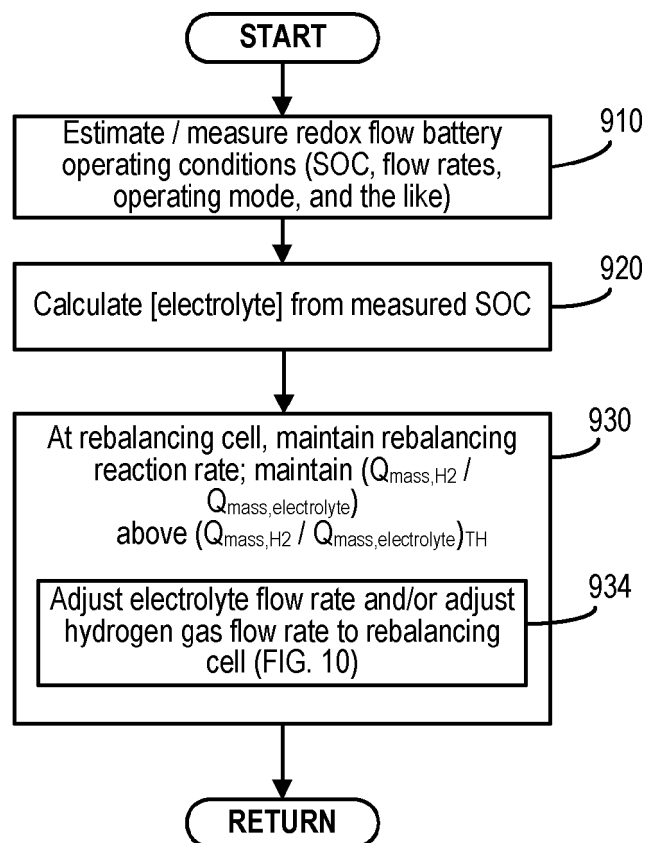 START
910
Estimate / measure redox flow battery
operating conditions (SOC, flow rates,
operating mode, and the like)
920
Calculate [electrolyte] from measured SOC
930
At rebalancing cell, maintain rebalancing
reaction rate; maintain (Qmass,H2 /
Qmass,electrolyte)
above (Qmass,H2 / Qmass,electrolyte)TH
934
Adjust electrolyte flow rate and/or adjust
hydrogen gas flow rate to rebalancing
cell (FIG. 10)
RETURN